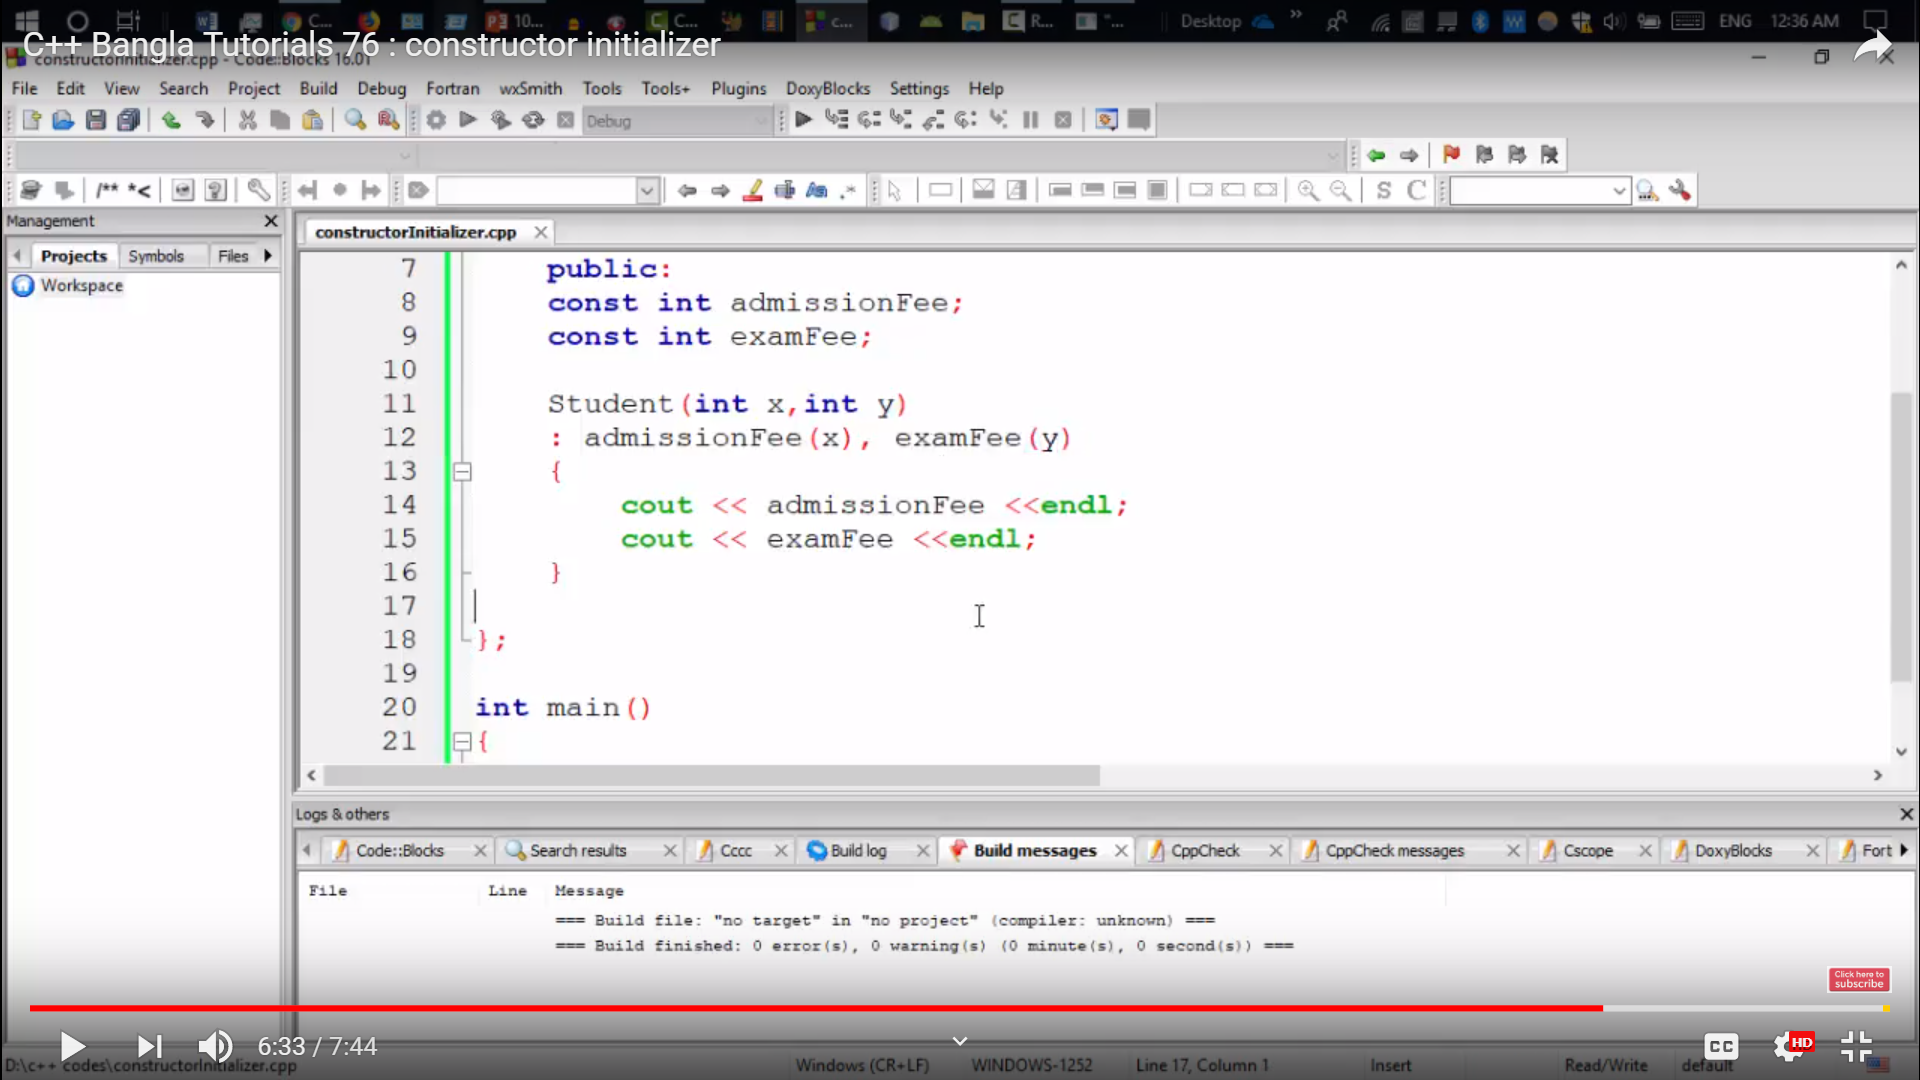 W
C...
P3 10...
C C...
c...
C R...
"...
Desktop
»
ENG
12:36 AM
C++ Bangla Tutorials 76 : constructor initializer
constructorInitializer.cpp - Code::Blocks 16.01
File Edit View Search Project Build Debug Fortran wxSmith Tools Tools+ Plugins DoxyBlocks Settings Help
Debug
/** *<
.*
S C
Management
Projects Symbols Files
Workspace
constructorInitializer.cpp
7 public:
8 const int admissionFee;
9 const int examFee;
10
11 Student(int x,int y)
12 : admissionFee(x), examFee(y)
13 {
14 cout << admissionFee <<endl;
15 cout << examFee <<endl;
16 }
17
18 };
19
20 int main()
21 {
Logs & others
Code::Blocks Search results Cccc Build log Build messages CppCheck CppCheck messages Cscope DoxyBlocks Fort
File Line Message
=== Build file: "no target" in "no project" (compiler: unknown) ===
=== Build finished: 0 error(s), 0 warning(s) (0 minute(s), 0 second(s)) ===
Click here to
subscribe
6:33 / 7:44
CC
HD
D:\c++ codes\constructorInitializer.cpp Windows (CR+LF) WINDOWS-1252 Line 17, Column 1 Insert Read/Write default